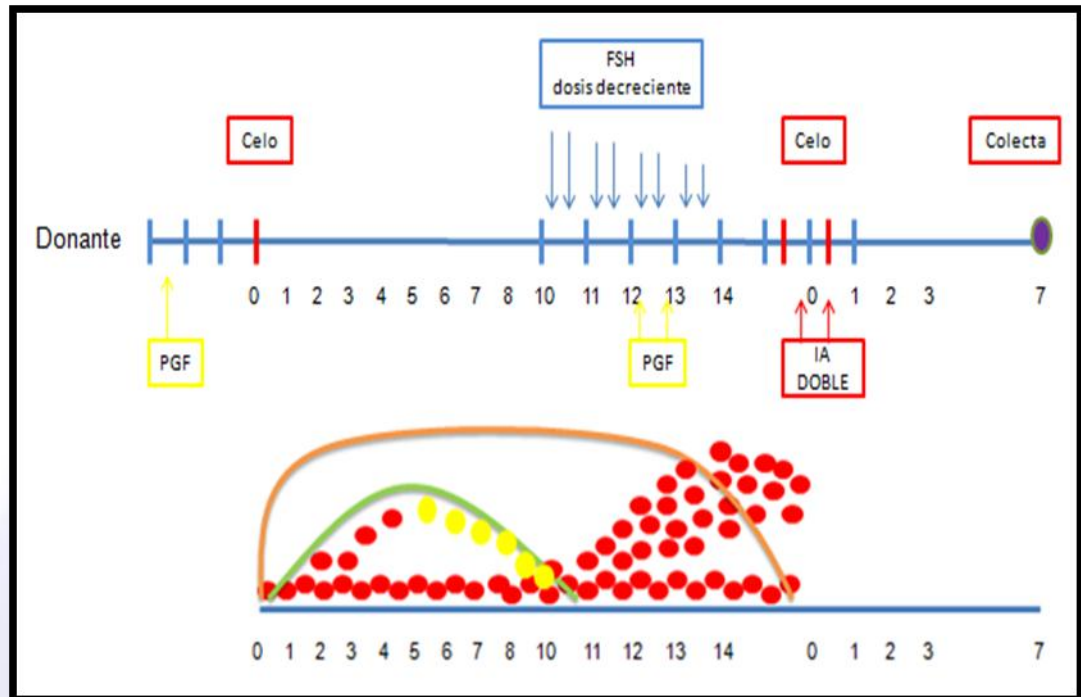 FSH
dosis decreciente
Celo
Celo
Colecta
Donante
0 1 2 3 4 5 6 7 8 10 11 12 13 14 0 1 2 3 7
PGF
PGF
IA
DOBLE
0 1 2 3 4 5 6 7 8 10 11 12 13 14 0 1 2 3 7